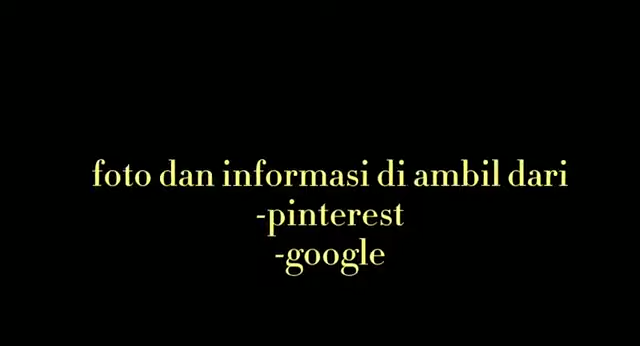 foto dan informasi di ambil dari
-pinterest
-google